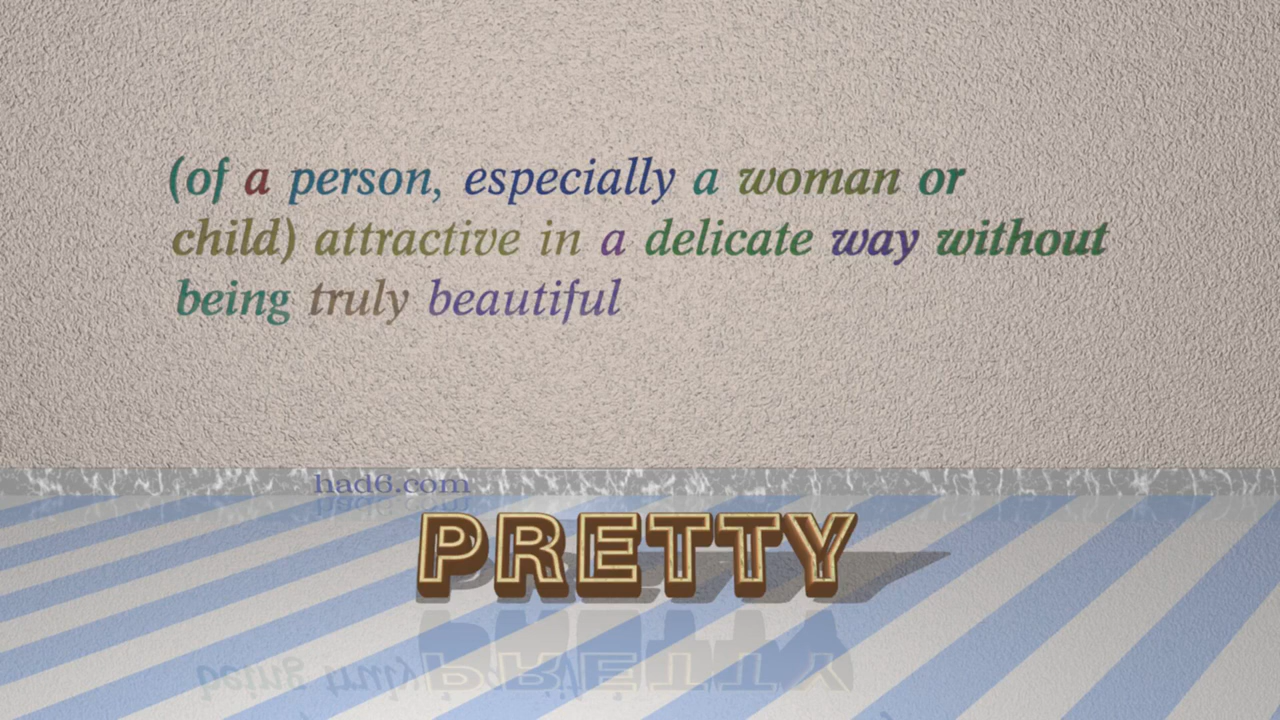 (of a person, especially a woman or
child) attractive in a delicate way without
being truly beautiful
had6.com
PRETTY